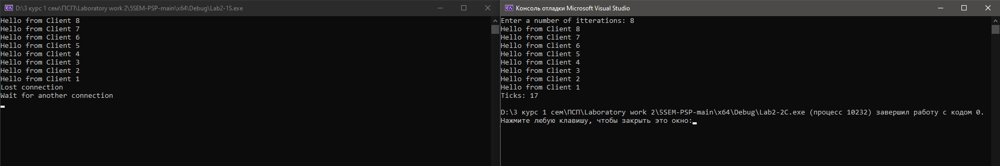 D:\3 курс 1 сем\ПСП\Laboratory work 2\5SEM-PSP-main\x64\Debug\Lab2-1S.exe
Hello from Client 8
Hello from Client 7
Hello from Client 6
Hello from Client 5
Hello from Client 4
Hello from Client 3
Hello from Client 2
Hello from Client 1
Lost connection
Wait for another connection
Консоль отладки Microsoft Visual Studio
Enter a number of itterations: 8
Hello from Client 8
Hello from Client 7
Hello from Client 6
Hello from Client 5
Hello from Client 4
Hello from Client 3
Hello from Client 2
Hello from Client 1
Ticks: 17
D:\3 курс 1 сем\ПСП\Laboratory work 2\5SEM-PSP-main\x64\Debug\Lab2-2C.exe (процесс 10232) завершил работу с кодом 0.
Нажмите любую клавишу, чтобы закрыть это окно: